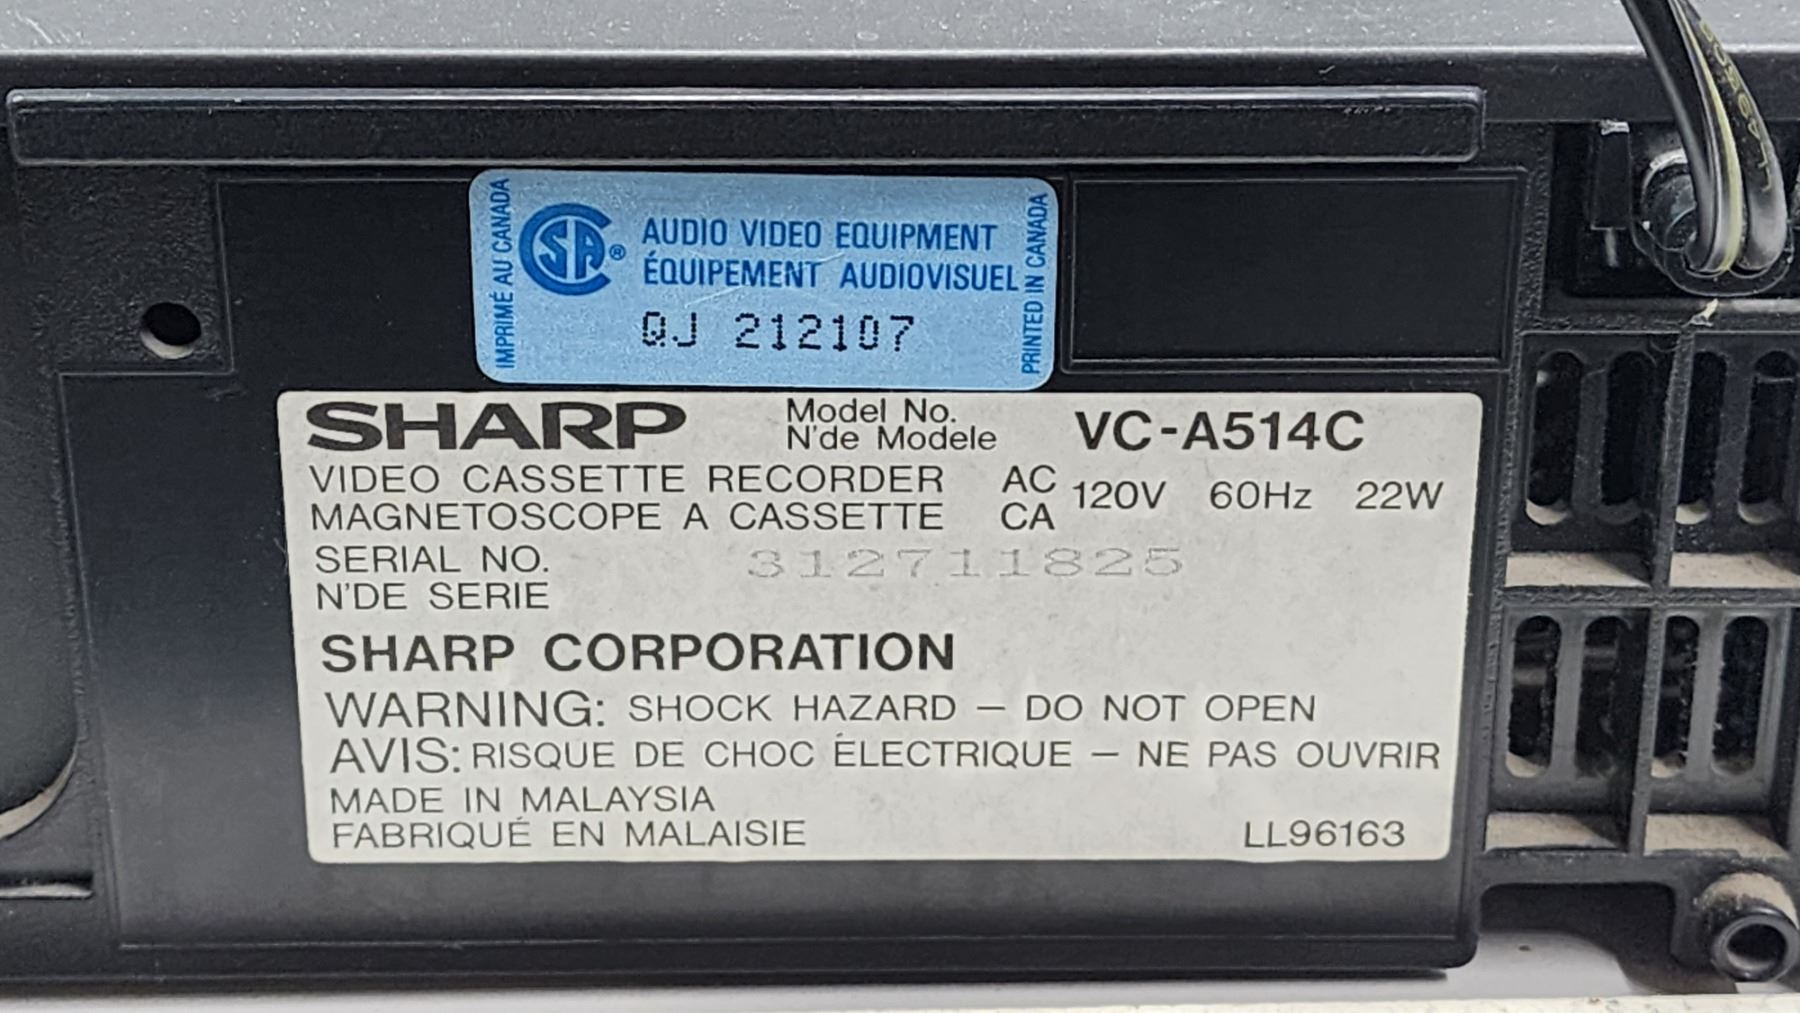 IMPRIMÉ AU CANADA
CSA®
AUDIO VIDEO EQUIPMENT
ÉQUIPEMENT AUDIOVISUEL
QJ 212107
PRINTED IN CANADA
SHARP Model No. VC-A514C
N'de Modele
VIDEO CASSETTE RECORDER AC 120V 60Hz 22W
MAGNETOSCOPE A CASSETTE CA
SERIAL NO. 312711825
N'DE SERIE
SHARP CORPORATION
WARNING: SHOCK HAZARD – DO NOT OPEN
AVIS: RISQUE DE CHOC ÉLECTRIQUE – NE PAS OUVRIR
MADE IN MALAYSIA
FABRIQUÉ EN MALAISIE LL96163